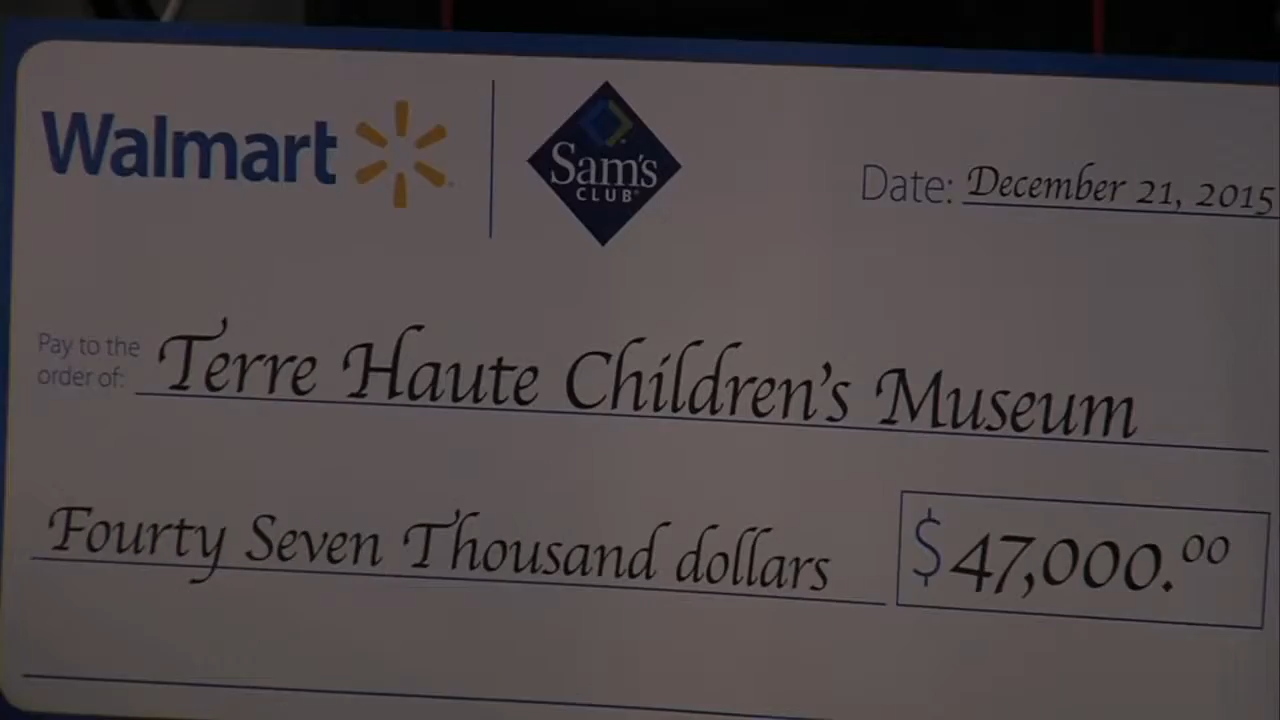 Walmart
Sam's
CLUB
Date: December 21, 2015
Pay to the
order of: Terre Haute Children's Museum
Fourty Seven Thousand dollars $47,000.00